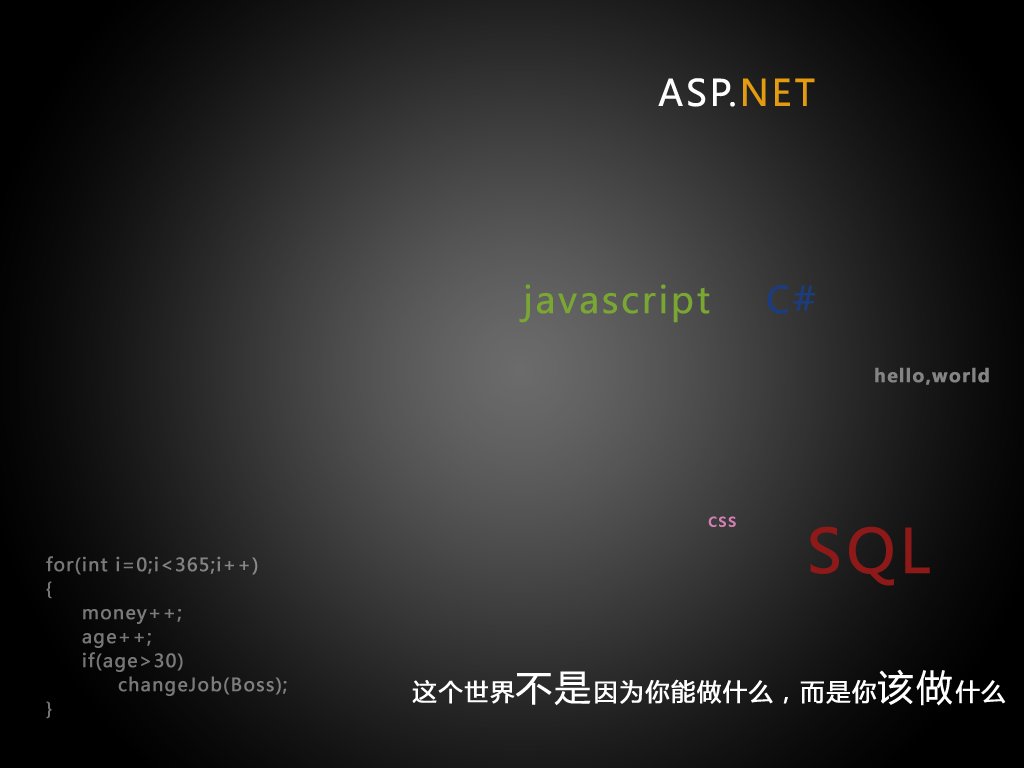 ASP.NET
javascript C#
hello,world
css
SQL
for(int i=0;i<365;i++)
{
money++;
age++;
if(age>30)
changeJob(Boss);
}
这个世界不是因为你能做什么，而是你该做什么